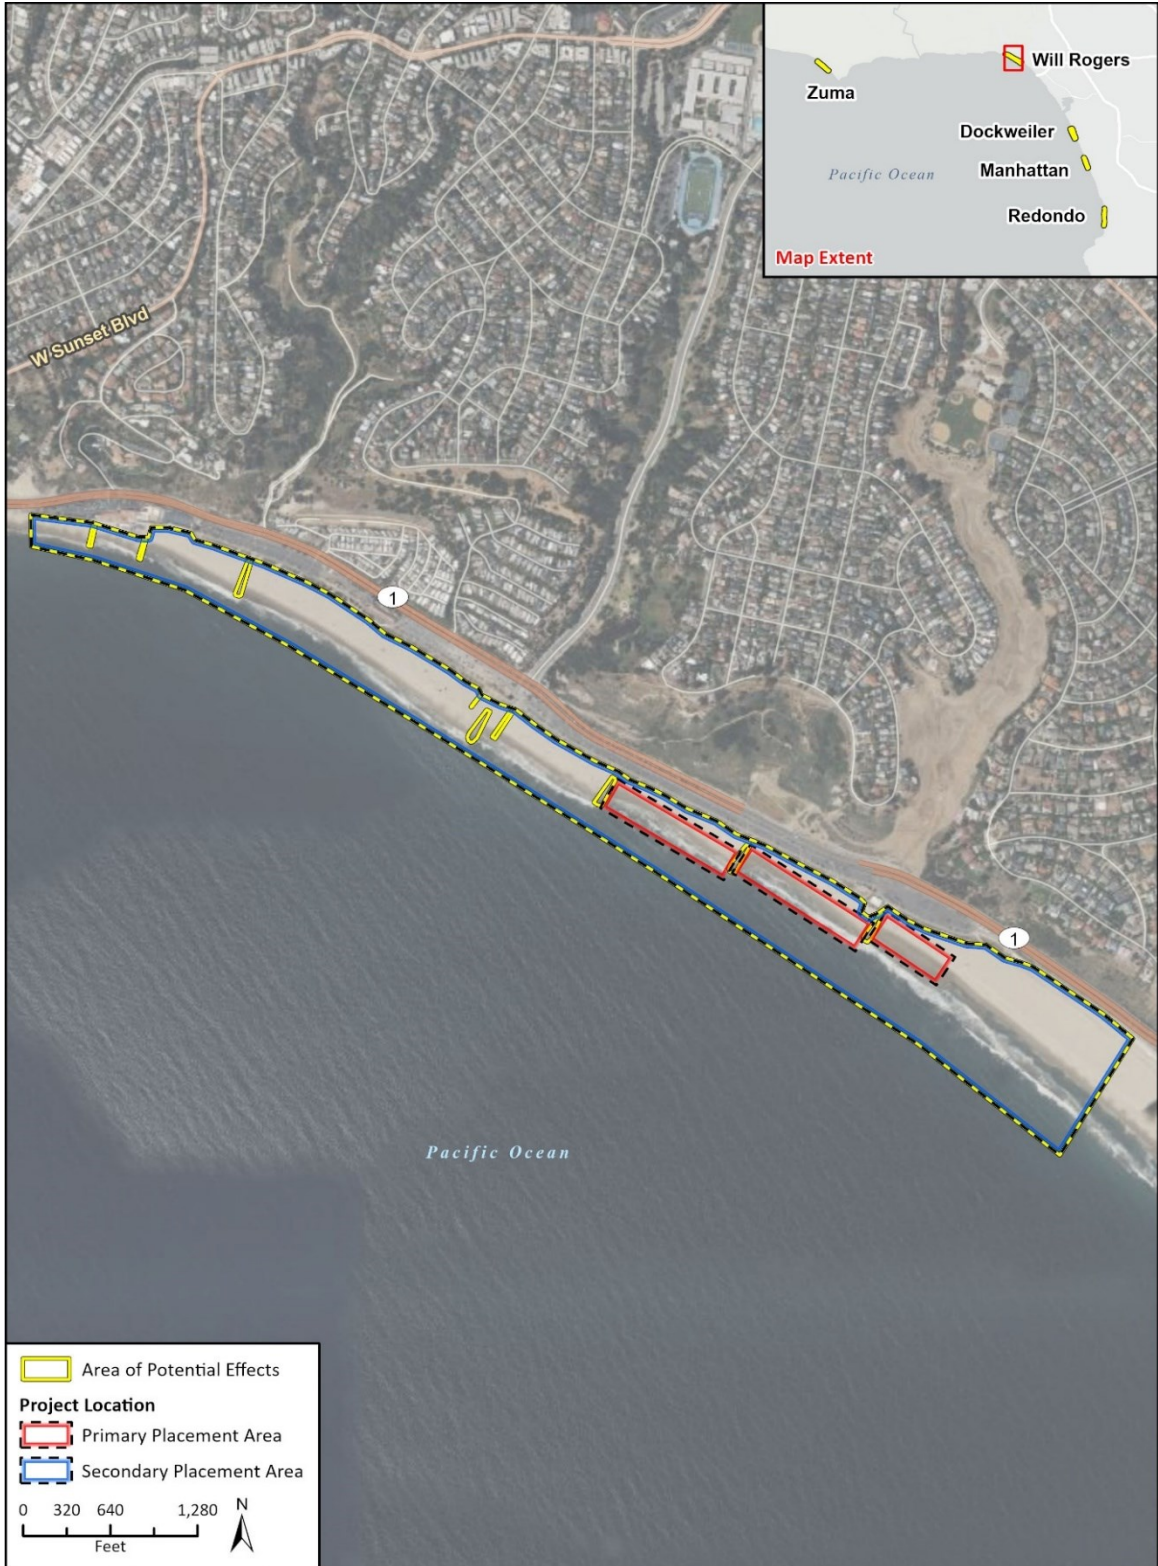 Will Rogers
Zuma
Dockweiler
Manhattan
Pacific Ocean
Redondo
Map Extent
W Sunset Blvd
1
1
Pacific Ocean
Area of Potential Effects
Project Location
Primary Placement Area
Secondary Placement Area
0 320 640 1,280 N
Feet